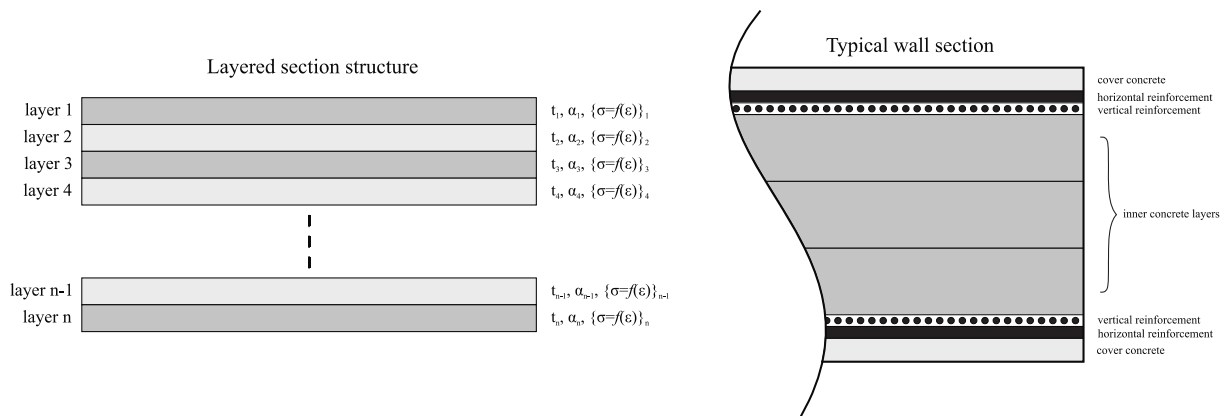 Layered section structure
layer 1 t₁, α₁, {σ=f(ε)}₁
layer 2 t₂, α₂, {σ=f(ε)}₂
layer 3 t₃, α₃, {σ=f(ε)}₃
layer 4 t₄, α₄, {σ=f(ε)}₄
layer n-1 tₙ₋₁, αₙ₋₁, {σ=f(ε)}ₙ₋₁
layer n tₙ, αₙ, {σ=f(ε)}ₙ
Typical wall section
cover concrete
horizontal reinforcement
vertical reinforcement
inner concrete layers
vertical reinforcement
horizontal reinforcement
cover concrete